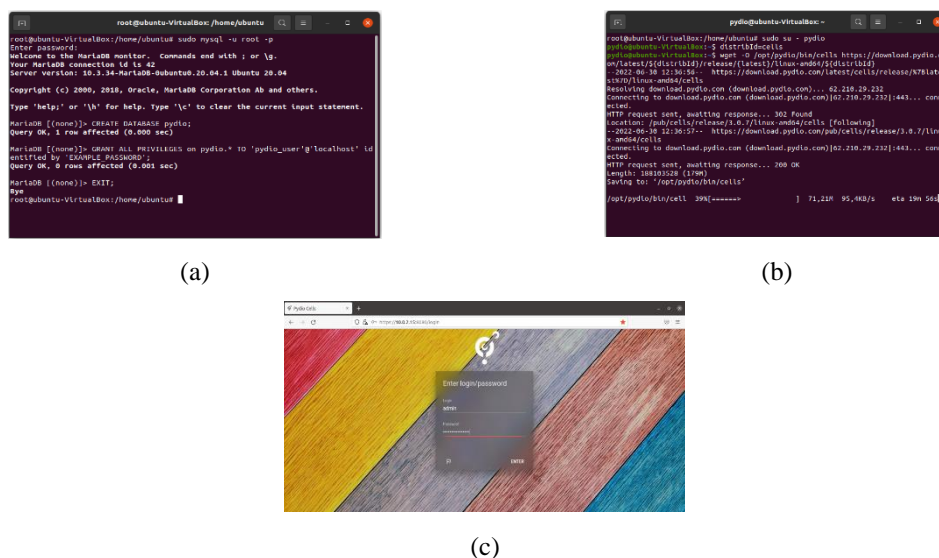 root@ubuntu-VirtualBox: /home/ubuntu
root@ubuntu-VirtualBox:/home/ubuntu# sudo mysql -u root -p
Enter password:
Welcome to the MariaDB monitor.  Commands end with ; or \g.
Your MariaDB connection id is 42
Server version: 10.3.34-MariaDB-0ubuntu0.20.04.1 Ubuntu 20.04
Copyright (c) 2000, 2018, Oracle, MariaDB Corporation Ab and others.
Type 'help;' or '\h' for help. Type '\c' to clear the current input statement.
MariaDB [(none)]> CREATE DATABASE pydio;
Query OK, 1 row affected (0.000 sec)
MariaDB [(none)]> GRANT ALL PRIVILEGES on pydio.* TO 'pydio_user'@'localhost' id
entified by 'EXAMPLE_PASSWORD';
Query OK, 0 rows affected (0.001 sec)
MariaDB [(none)]> EXIT;
Bye
root@ubuntu-VirtualBox:/home/ubuntu#
(a)
pydio@ubuntu-VirtualBox: ~
root@ubuntu-VirtualBox:/home/ubuntu# sudo su - pydio
pydio@ubuntu-VirtualBox:~$ distribId=cells
pydio@ubuntu-VirtualBox:~$ wget -O /opt/pydio/bin/cells https://download.pydio.c
om/latest/${distribId}/release/{latest}/linux-amd64/${distribId}
--2022-06-30 12:36:56-- https://download.pydio.com/latest/cells/release/%7Blate
st%7D/linux-amd64/cells
Resolving download.pydio.com (download.pydio.com)... 62.210.29.232
Connecting to download.pydio.com (download.pydio.com)|62.210.29.232|:443... conn
ected.
HTTP request sent, awaiting response... 302 Found
Location: /pub/cells/release/3.0.7/linux-amd64/cells [following]
--2022-06-30 12:36:57-- https://download.pydio.com/pub/cells/release/3.0.7/linu
x-amd64/cells
Connecting to download.pydio.com (download.pydio.com)|62.210.29.232|:443... conn
ected.
HTTP request sent, awaiting response... 200 OK
Length: 188103528 (179M)
Saving to: '/opt/pydio/bin/cells'
/opt/pydio/bin/cell 39%[======> ] 71,21M 95,4KB/s eta 19m 56s
(b)
Pydio Cells
Enter login/password
Login
admin
Password
ENTER
(c)